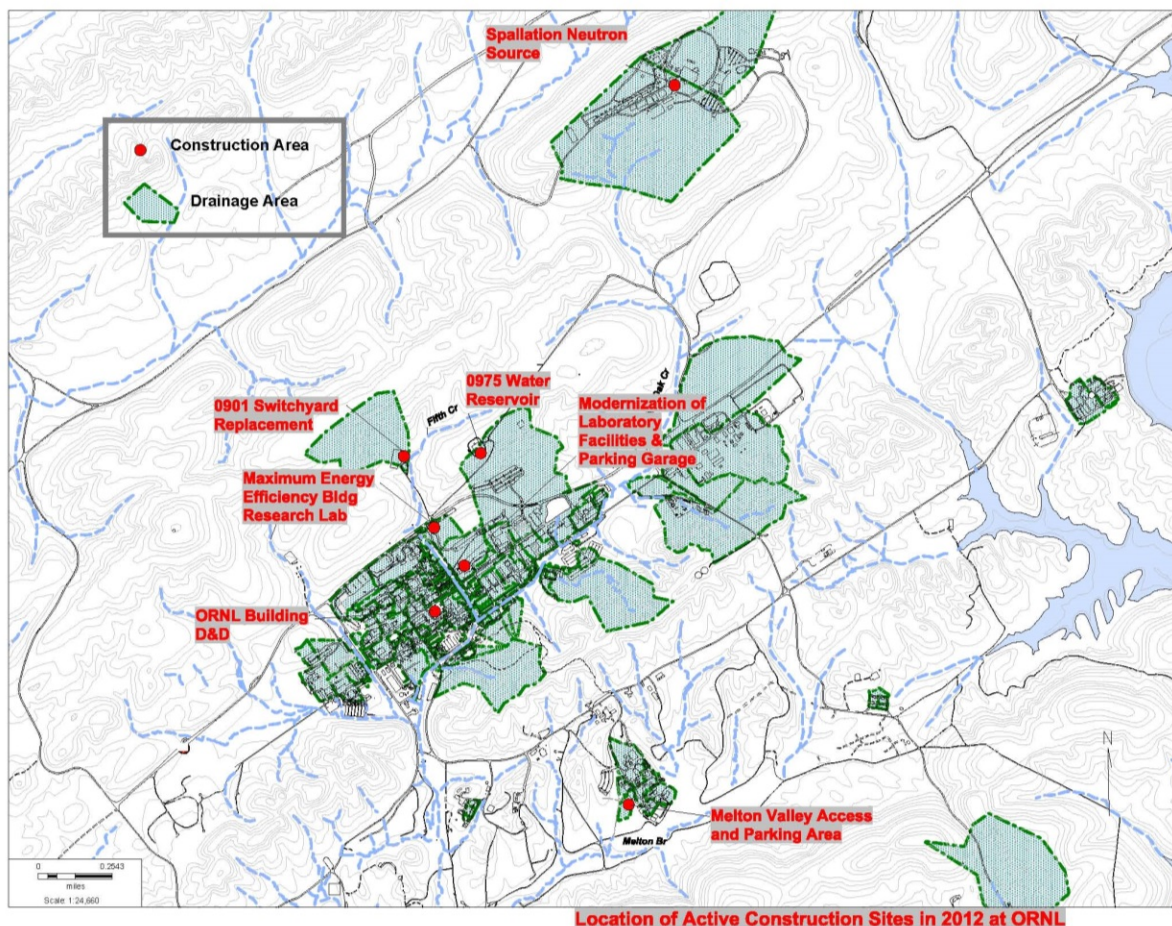 Spallation Neutron
Source
Construction Area
Drainage Area
0975 Water
Reservoir
Oak Cr
0901 Switchyard
Replacement
Fifth Cr
Modernization of
Laboratory
Facilities &
Parking Garage
Maximum Energy
Efficiency Bldg
Research Lab
ORNL Building
D&D
N
Melton Valley Access
and Parking Area
Melton Br
0 0.2543
miles
Scale: 1:24,660
Location of Active Construction Sites in 2012 at ORNL